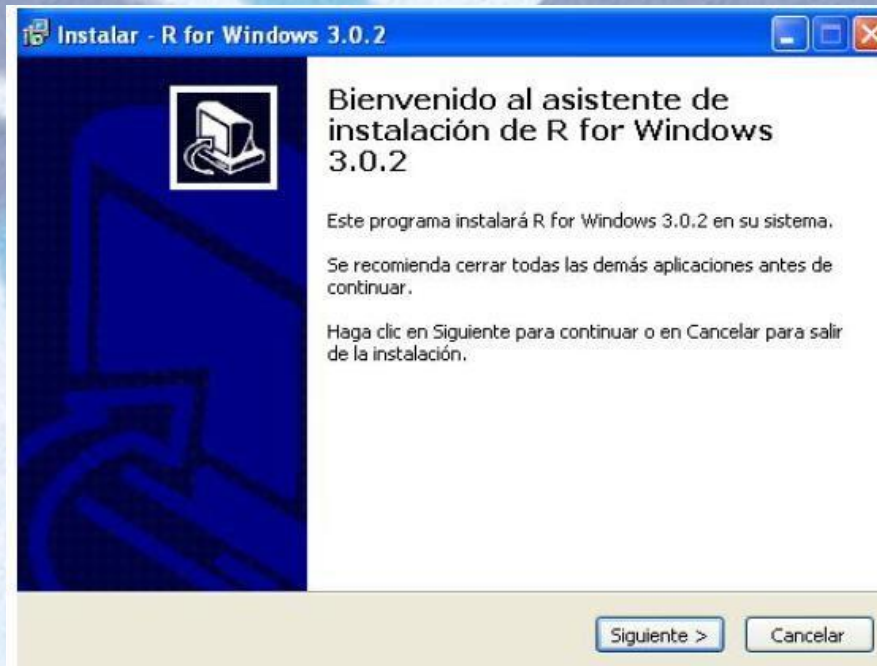 Instalar - R for Windows 3.0.2
Bienvenido al asistente de
instalación de R for Windows
3.0.2
Este programa instalará R for Windows 3.0.2 en su sistema.
Se recomienda cerrar todas las demás aplicaciones antes de
continuar.
Haga clic en Siguiente para continuar o en Cancelar para salir
de la instalación.
Siguiente >
Cancelar